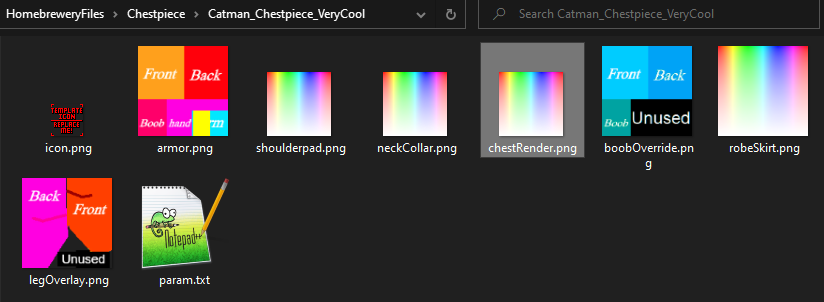 HomebreweryFiles > Chestpiece > Catman_Chestpiece_VeryCool
Search Catman_Chestpiece_VeryCool
TEMPLATE
ICON
REPLACE
ME!
icon.png
Front Back
Boob hand
armor.png
shoulderpad.png
neckCollar.png
chestRender.png
Front Back
Boob Unused
boobOverride.pn
g
robeSkirt.png
Back Front
Unused
legOverlay.png
Notepad++
param.txt